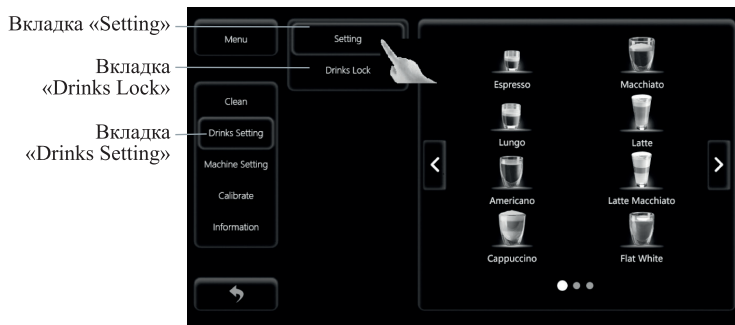 Вкладка «Setting»
Вкладка
«Drinks Lock»
Вкладка
«Drinks Setting»
Menu
Clean
Drinks Setting
Machine Setting
Calibrate
Information
Setting
Drinks Lock
Espresso
Macchiato
Lungo
Latte
Americano
Latte Macchiato
Cappuccino
Flat White